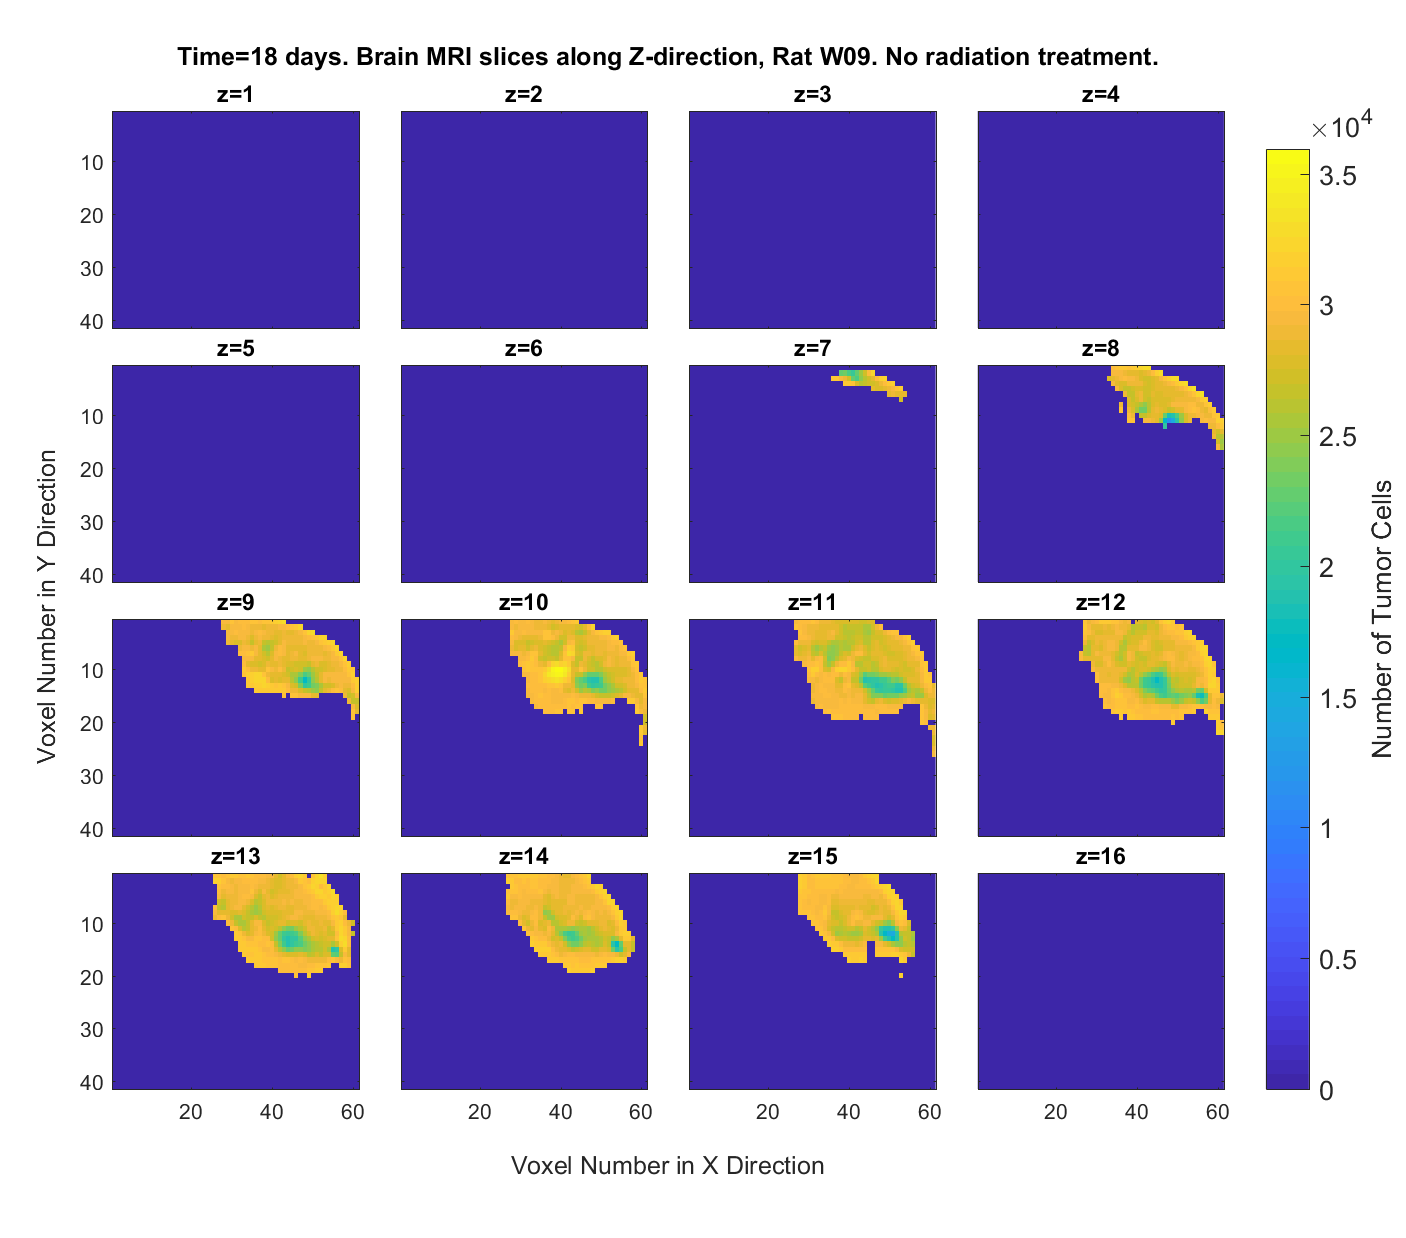 Time=18 days. Brain MRI slices along Z-direction, Rat W09. No radiation treatment.
z=1 z=2 z=3 z=4
×10^4
10
20
30
40
z=5 z=6 z=7 z=8
10
20
30
40
z=9 z=10 z=11 z=12
10
20
30
40
z=13 z=14 z=15 z=16
10
20
30
40
20 40 60 20 40 60 20 40 60 20 40 60
Voxel Number in X Direction
Voxel Number in Y Direction
3.5
3
2.5
2
1.5
1
0.5
0
Number of Tumor Cells